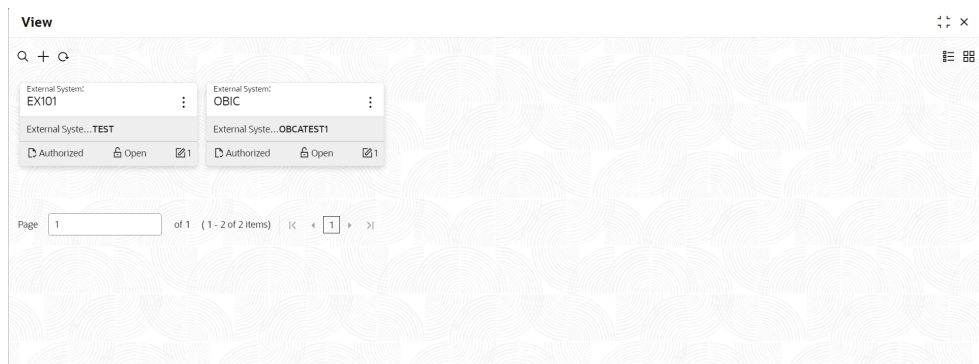 View
External System:
EX101
External System:
OBIC
External Syste...TEST
External Syste...OBCATEST1
Authorized Open 1
Authorized Open 1
Page 1 of 1 ( 1 - 2 of 2 items) 1